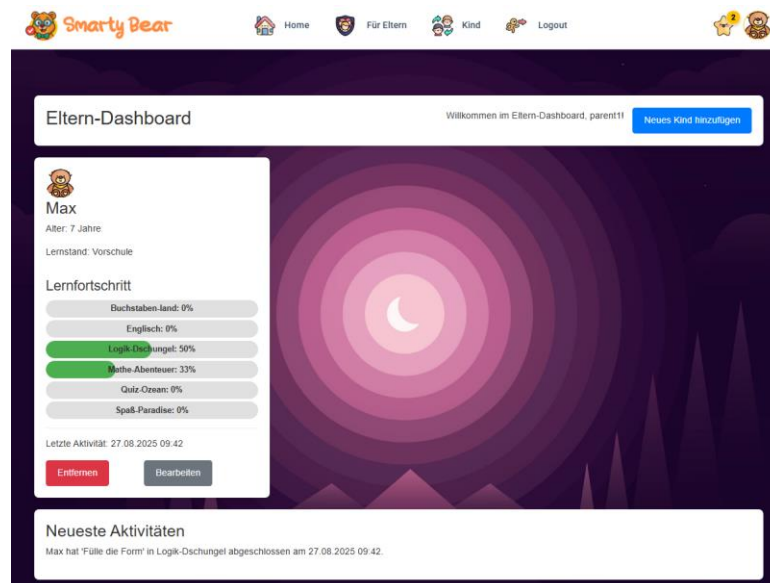 Smarty Bear
Home
Für Eltern
Kind
Logout
2
Eltern-Dashboard
Willkommen im Eltern-Dashboard, parent1!
Neues Kind hinzufügen
Max
Alter: 7 Jahre
Lernstand: Vorschule
Lernfortschritt
Buchstaben-land: 0%
Englisch: 0%
Logik-Dschungel: 50%
Mathe-Abenteuer: 33%
Quiz-Ozean: 0%
Spaß-Paradise: 0%
Letzte Aktivität: 27.08.2025 09:42
Entfernen
Bearbeiten
Neueste Aktivitäten
Max hat 'Fülle die Form' in Logik-Dschungel abgeschlossen am 27.08.2025 09:42.